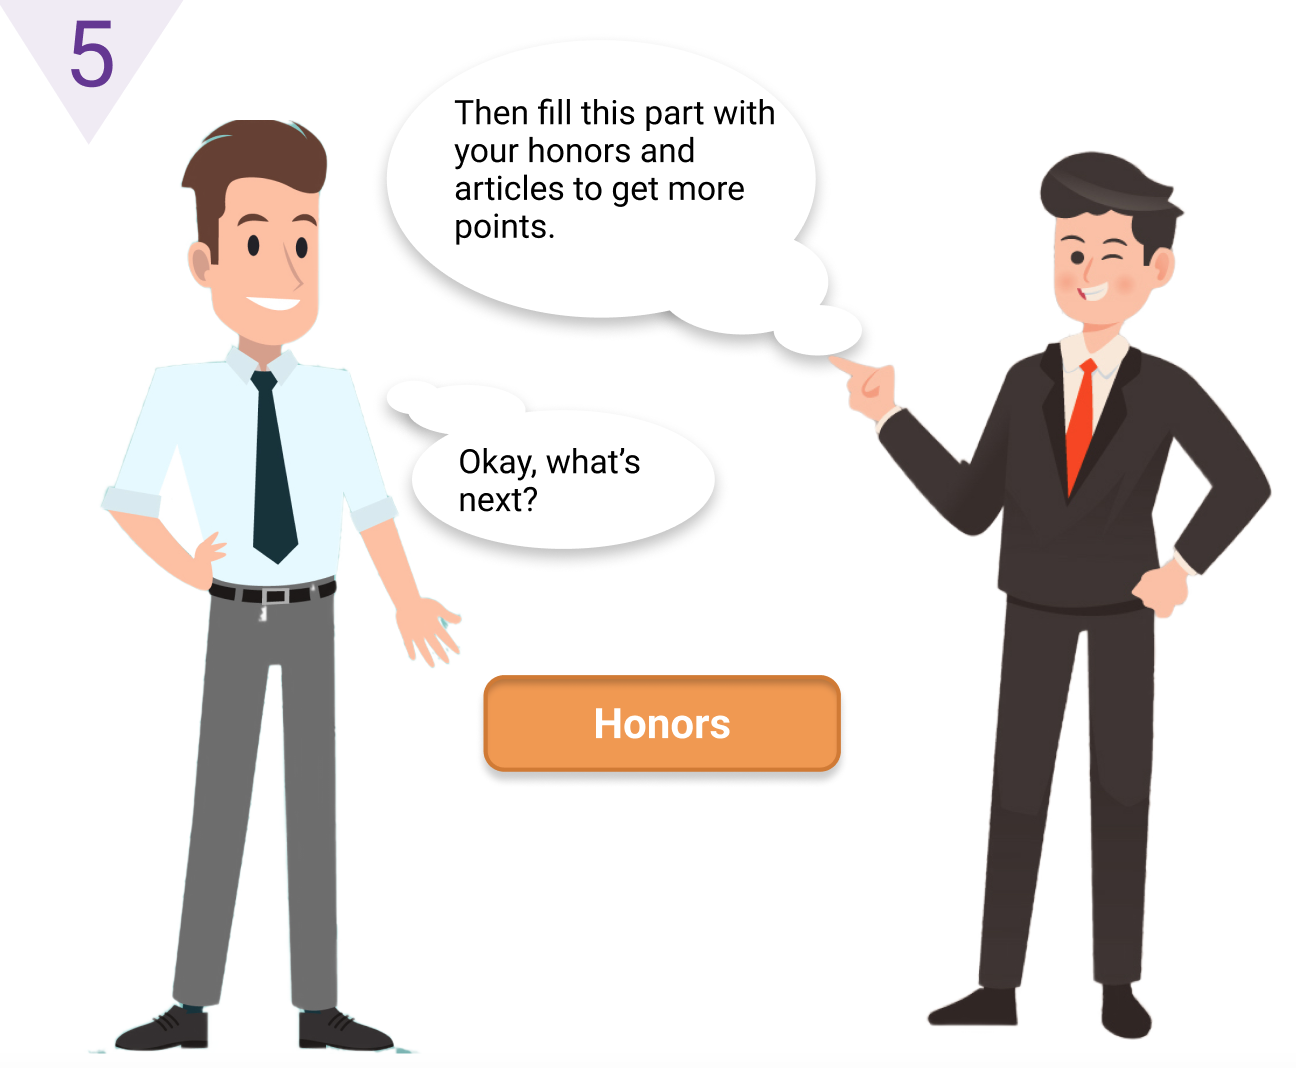 5
Then fill this part with
your honors and
articles to get more
points.
Okay, what’s
next?
Honors